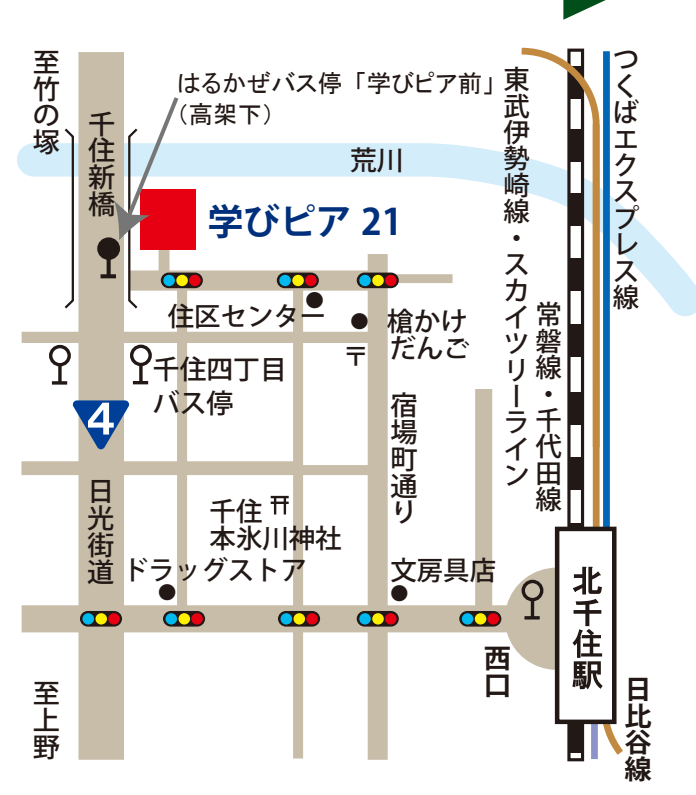 至竹の塚
千住新橋
はるかぜバス停「学びピア前」
（高架下）
荒川
学びピア 21
東武伊勢崎線・スカイツリーライン
つくばエクスプレス線
常磐線・千代田線
住区センター
槍かけ
だんご
〒
千住四丁目
バス停
4
宿場町通り
日光街道
千住
本氷川神社
ドラッグストア
文房具店
北千住駅
西口
至上野
日比谷線